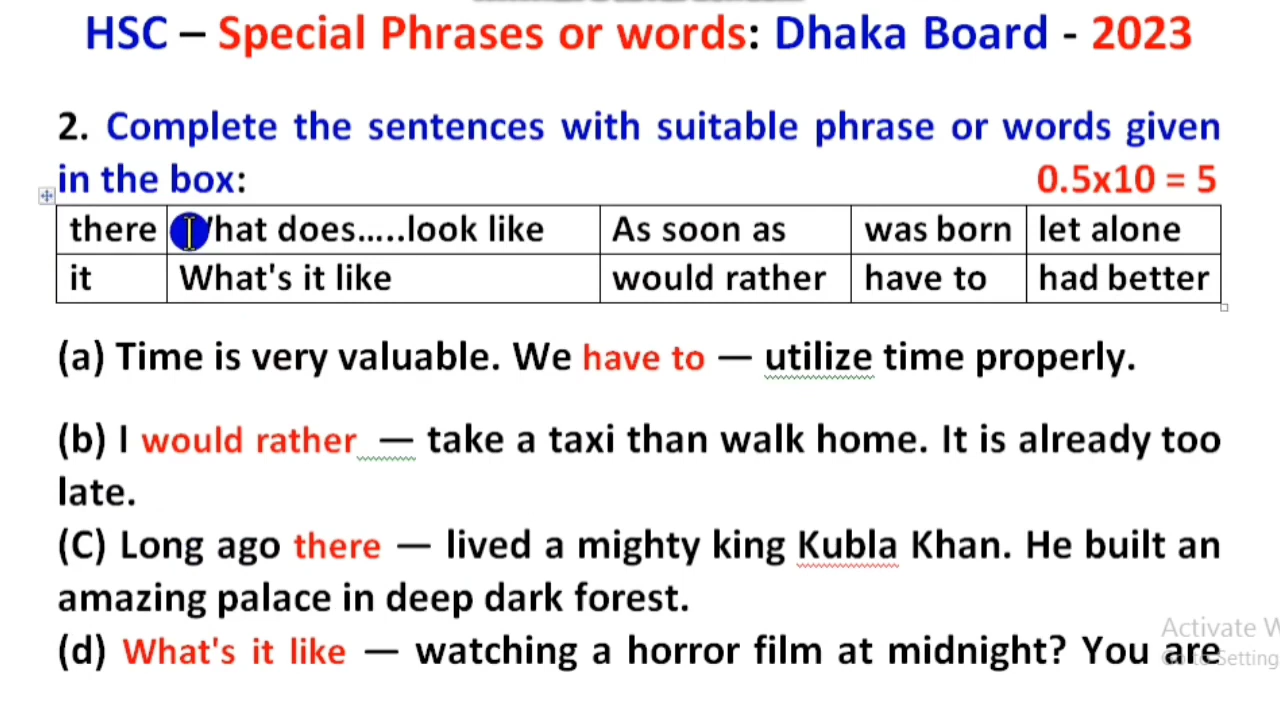 HSC – Special Phrases or words: Dhaka Board - 2023
2. Complete the sentences with suitable phrase or words given
in the box: 0.5x10 = 5
there What does…..look like As soon as was born let alone
it What's it like would rather have to had better
(a) Time is very valuable. We have to — utilize time properly.
(b) I would rather — take a taxi than walk home. It is already too
late.
(C) Long ago there — lived a mighty king Kubla Khan. He built an
amazing palace in deep dark forest.
(d) What's it like — watching a horror film at midnight? You are
Activate W
Go to Setting